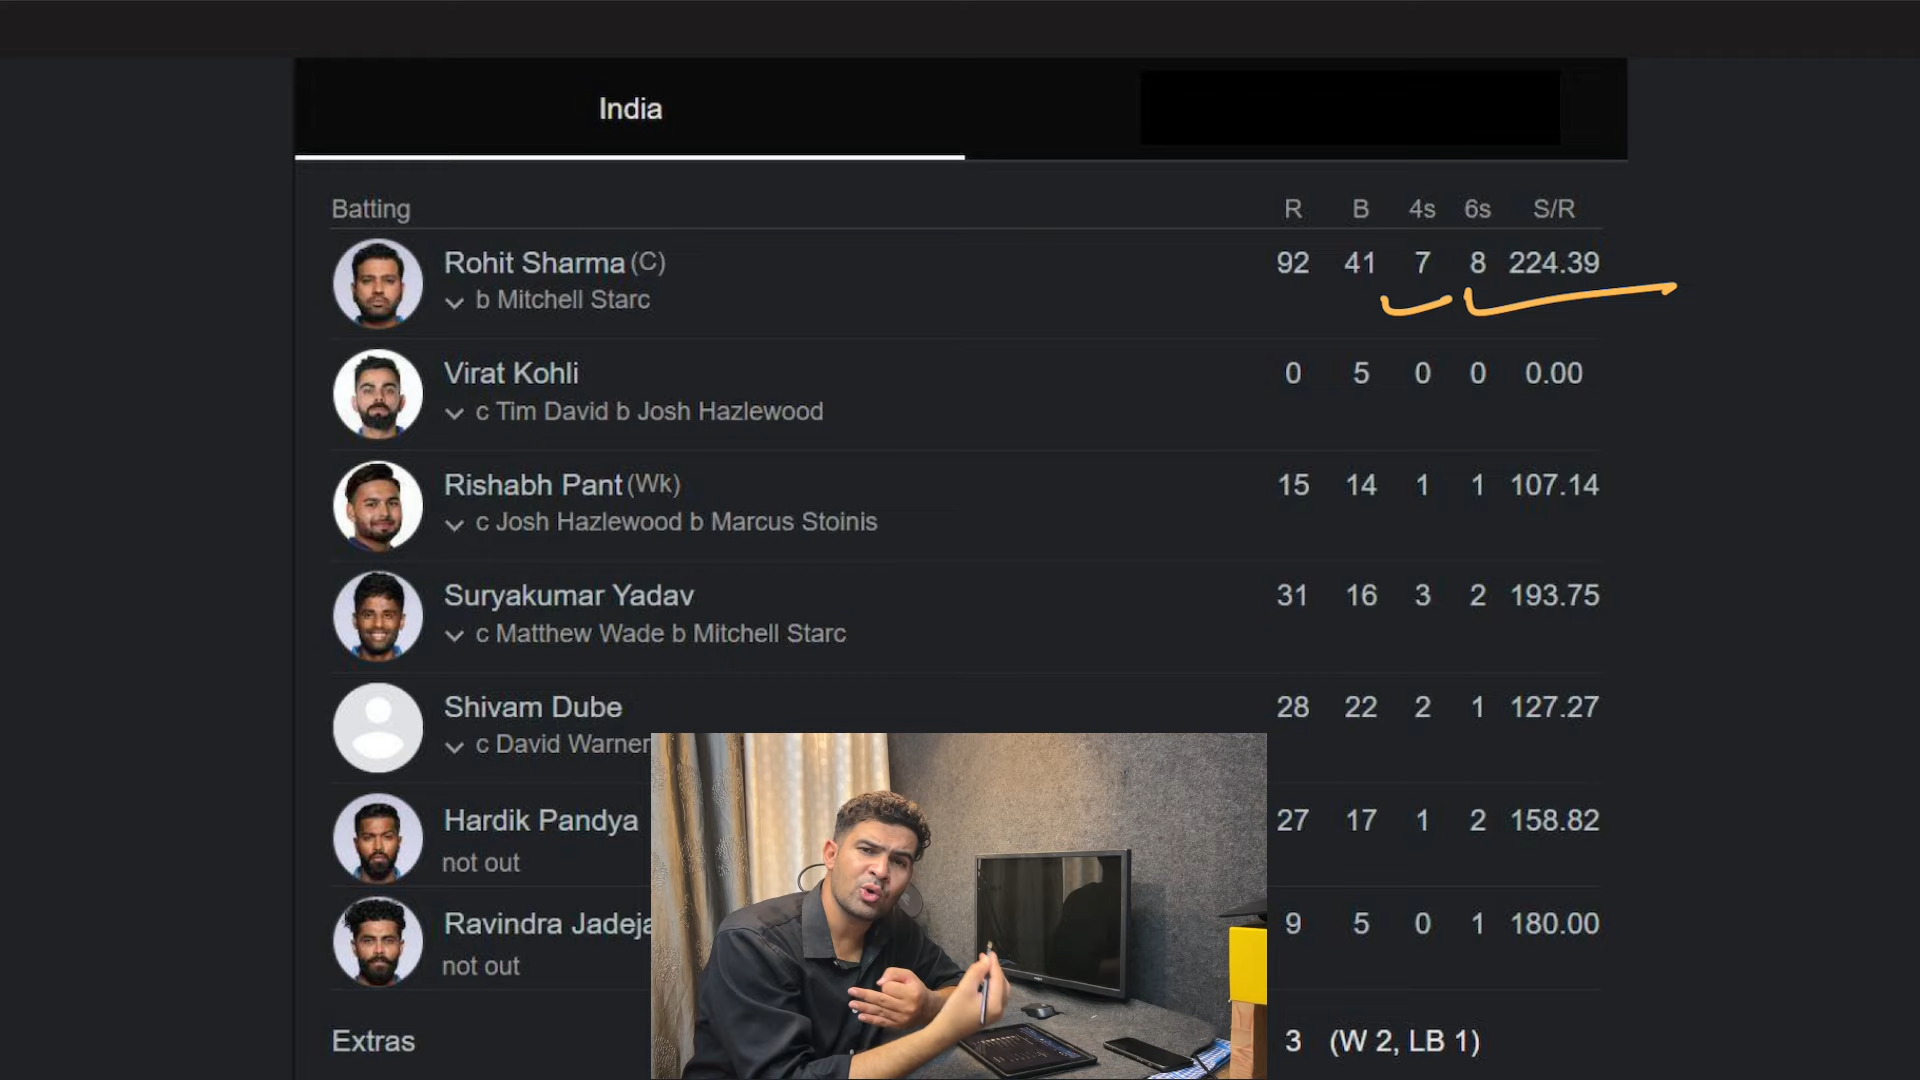 India
Batting R B 4s 6s S/R
Rohit Sharma (C) 92 41 7 8 224.39
b Mitchell Starc
Virat Kohli 0 5 0 0 0.00
c Tim David b Josh Hazlewood
Rishabh Pant (Wk) 15 14 1 1 107.14
c Josh Hazlewood b Marcus Stoinis
Suryakumar Yadav 31 16 3 2 193.75
c Matthew Wade b Mitchell Starc
Shivam Dube 28 22 2 1 127.27
c David Warner
Hardik Pandya 27 17 1 2 158.82
not out
Ravindra Jadeja 9 5 0 1 180.00
not out
Extras 3 (W 2, LB 1)